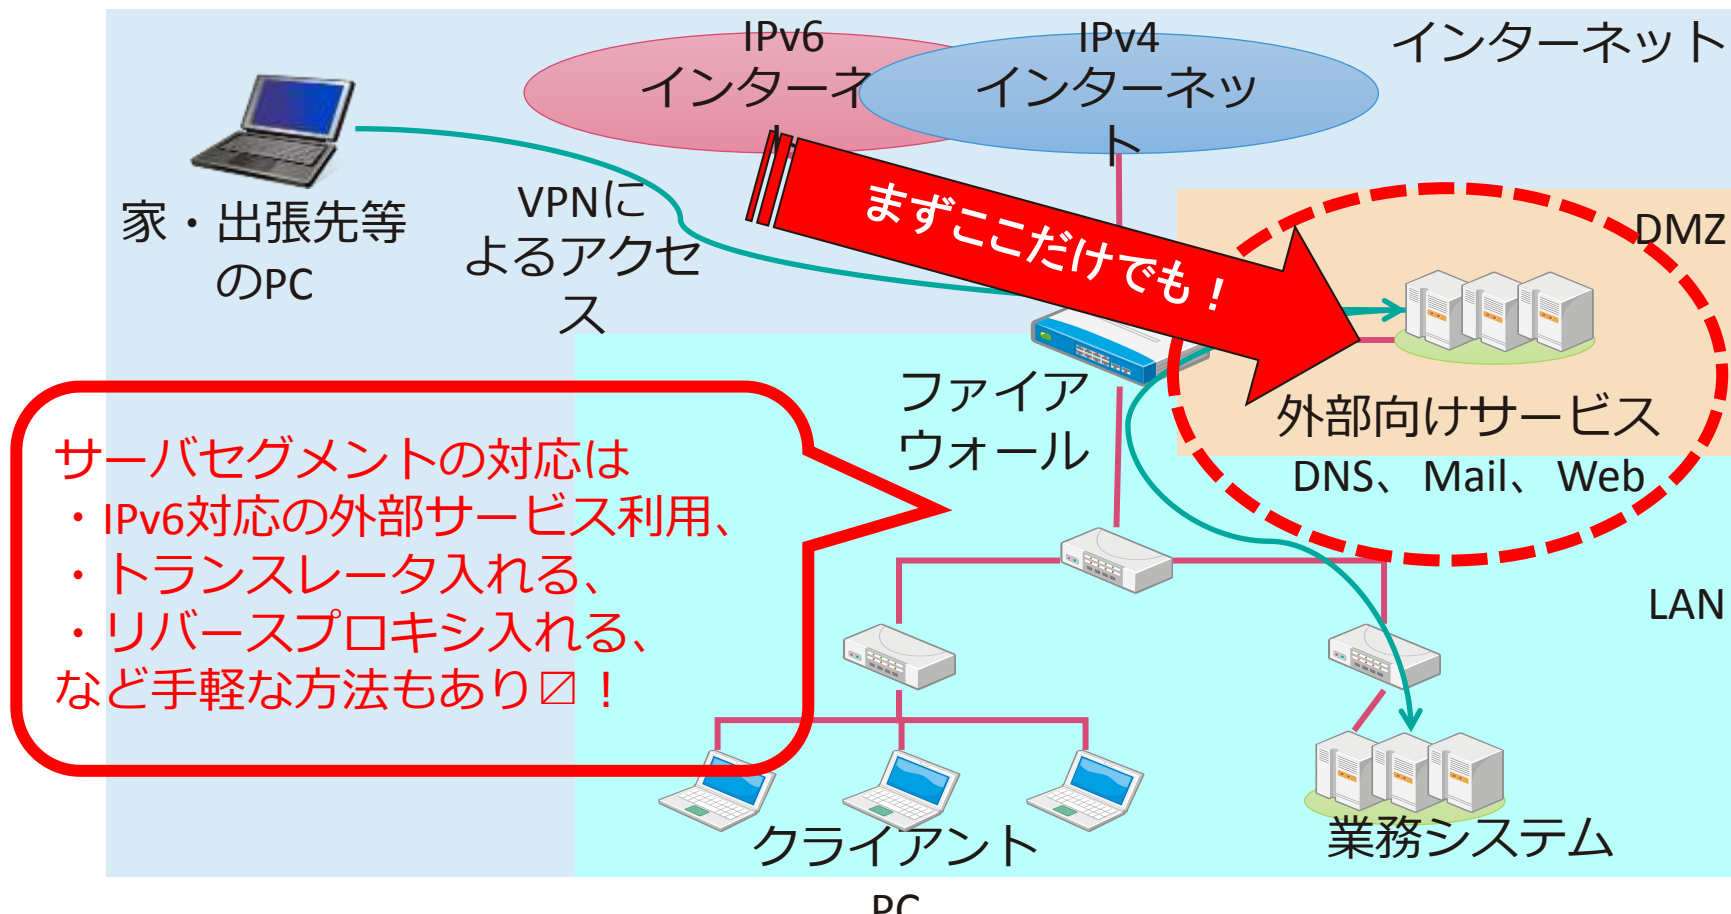 IPv6
インターネ
ト
IPv4
インターネッ
ト
インターネット
家・出張先等
のPC
VPNに
よるアクセ
ス
まずここだけでも！
DMZ
外部向けサービス
DNS、Mail、Web
ファイア
ウォール
サーバセグメントの対応は
・IPv6対応の外部サービス利用、
・トランスレータ入れる、
・リバースプロキシ入れる、
など手軽な方法もあり〼！
LAN
クライアント
PC
業務システム